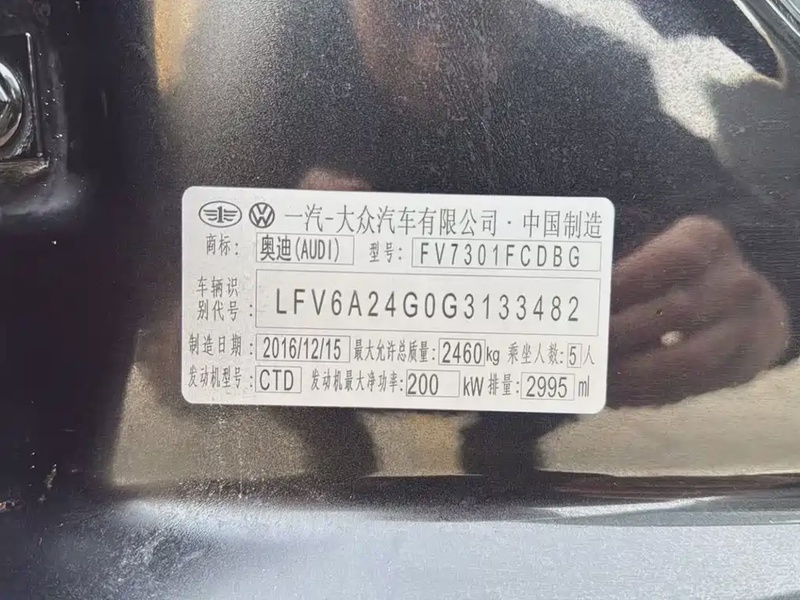 一汽-大众汽车有限公司·中国制造
商标: 奥迪(AUDI) 型号: FV7301FCDBG
车辆识别代号: LFV6A24G0G3133482
制造日期: 2016/12/15 最大允许总质量: 2460kg 乘坐人数: 5人
发动机型号: CTD 发动机最大净功率: 200 kW 排量: 2995 ml